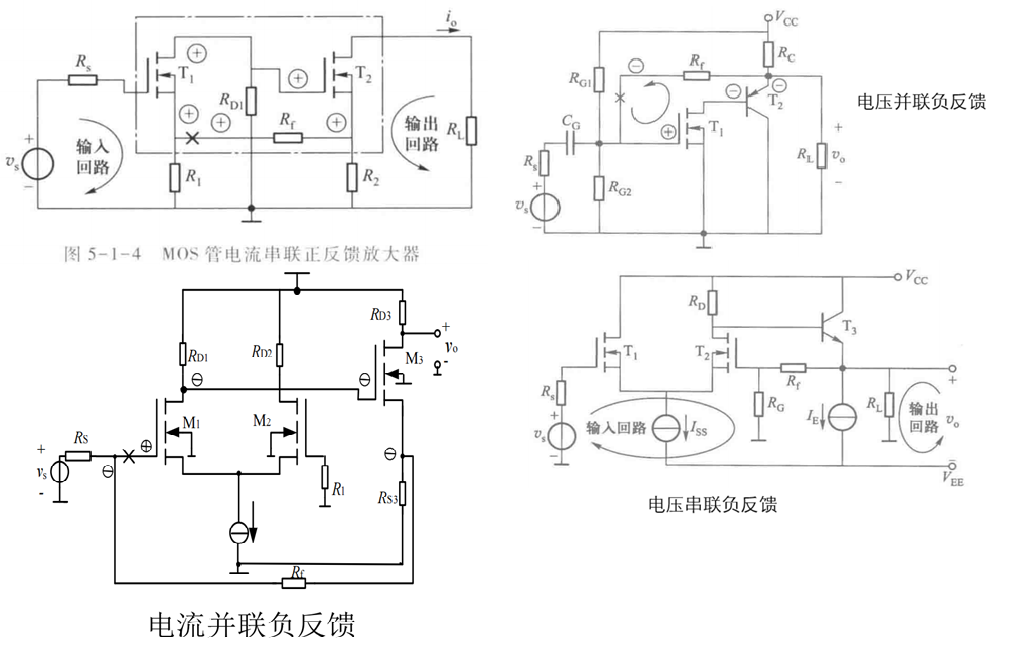 i_o
R_s
T_1
T_2
R_D1
R_f
+
v_s
-
输入
回路
输出
回路
R_L
R_1
R_2
图 5-1-4 MOS 管电流串联正反馈放大器
V_CC
R_C
R_f
R_G1
T_2
C_G
T_1
R_s
R_G2
R_L
+
v_o
-
+
v_s
-
电压并联负反馈
R_D3
+
v_o
-
R_D1
R_D2
M_3
M_1
M_2
R_S
+
v_s
-
R_1
R_S3
R_f
电流并联负反馈
V_CC
R_D
T_3
T_1
T_2
R_s
R_f
R_G
R_L
+
v_s
-
输入回路
I_SS
I_E
输出
回路
+
v_o
-
V_EE
电压串联负反馈